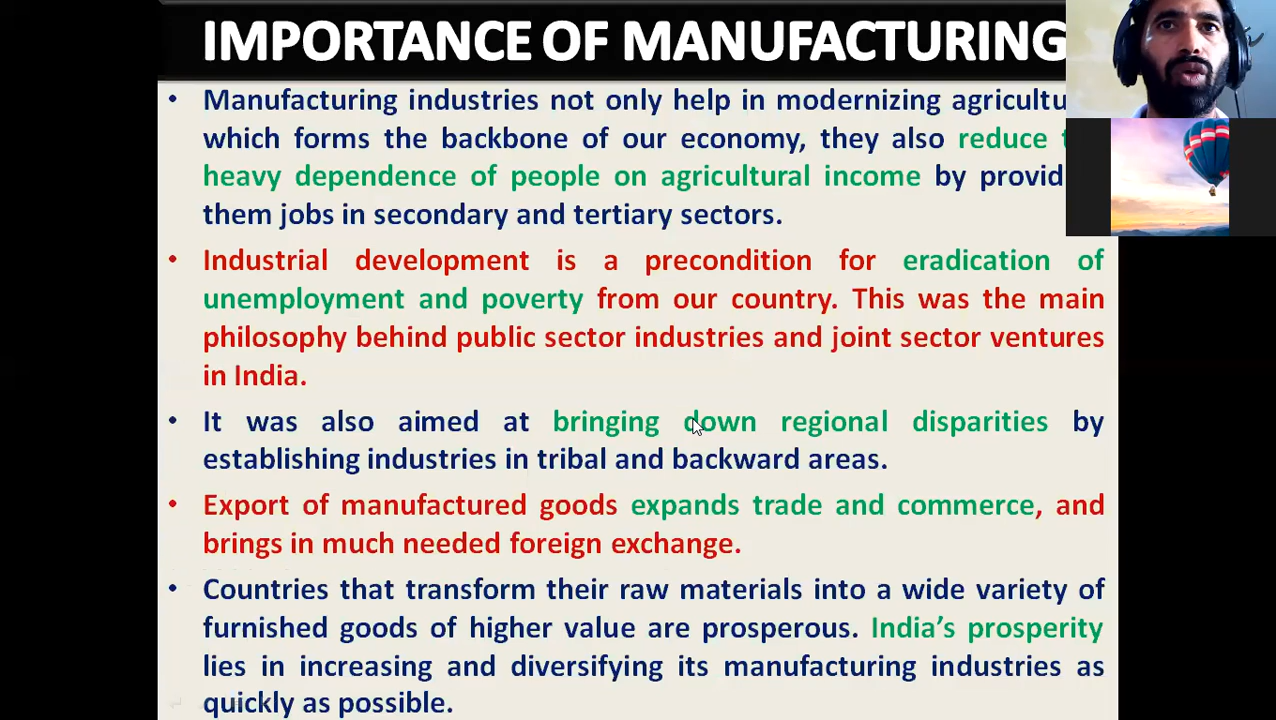 IMPORTANCE OF MANUFACTURING
• Manufacturing industries not only help in modernizing
which forms the backbone of our economy, they also reduce
heavy dependence of people on agricultural income by
them jobs in secondary and tertiary sectors.
• Industrial development is a precondition for eradication of
unemployment and poverty from our country. This was the main
philosophy behind public sector industries and joint sector ventures
in India.
• It was also aimed at bringing down regional disparities by
establishing industries in tribal and backward areas.
• Export of manufactured goods expands trade and commerce, and
brings in much needed foreign exchange.
• Countries that transform their raw materials into a wide variety of
furnished goods of higher value are prosperous. India's prosperity
lies in increasing and diversifying its manufacturing industries as
quickly as possible.